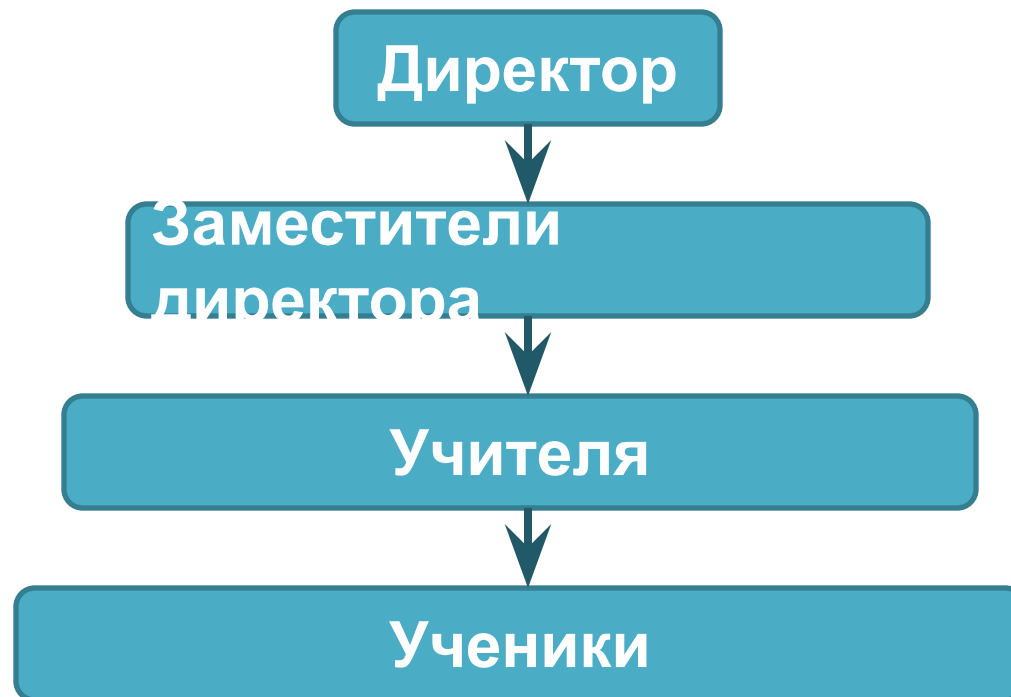 Директор
Заместители
директора
Учителя
Ученики